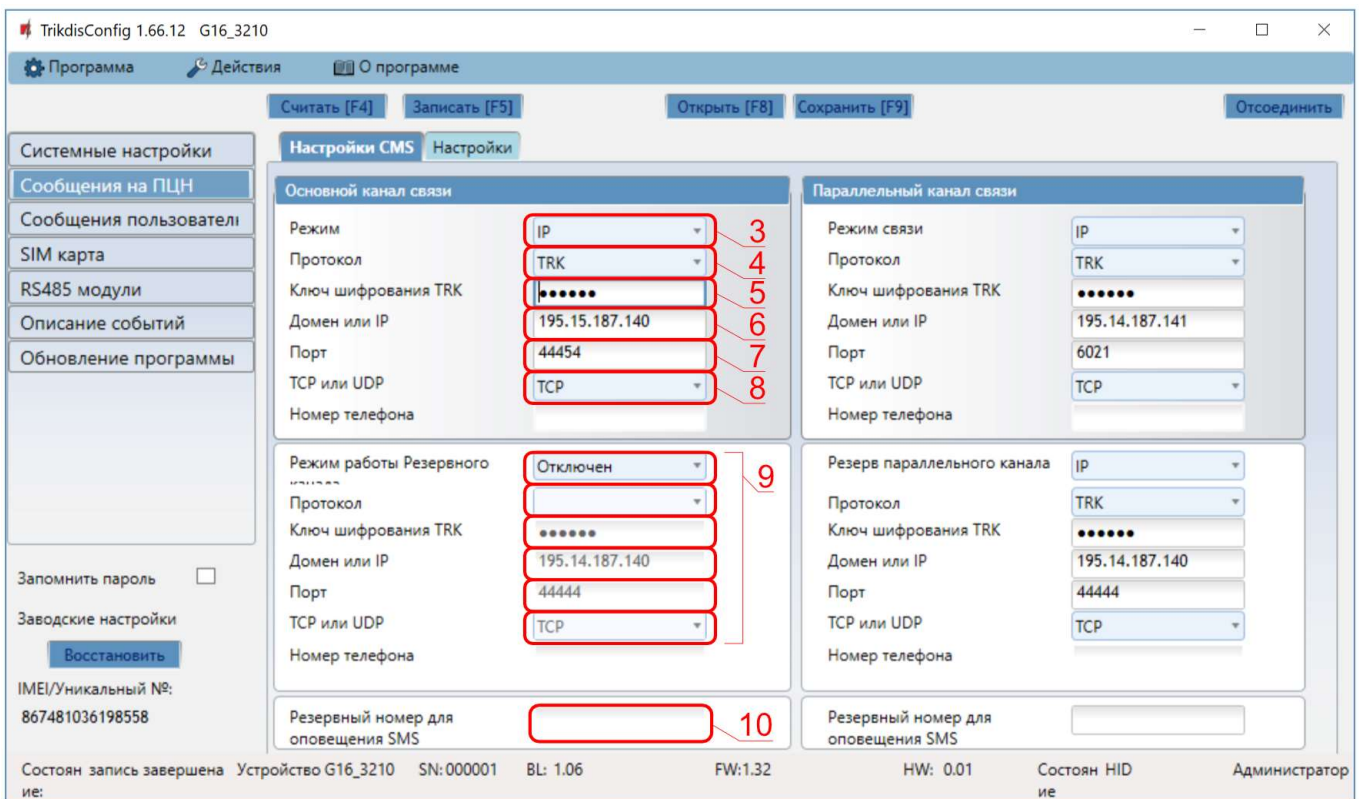 TrikdisConfig 1.66.12 G16_3210
Программа Действия О программе
Считать [F4] Записать [F5] Открыть [F8] Сохранить [F9] Отсоединить
Системные настройки
Сообщения на ПЦН
Сообщения пользовател
SIM карта
RS485 модули
Описание событий
Обновление программы
Запомнить пароль
Заводские настройки
Восстановить
IMEI/Уникальный №:
867481036198558
Настройки CMS Настройки
Основной канал связи
Режим IP 3
Протокол TRK 4
Ключ шифрования TRK •••••• 5
Домен или IP 195.15.187.140 6
Порт 44454 7
TCP или UDP TCP 8
Номер телефона
Режим работы Резервного
канала
Отключен 9
Протокол
Ключ шифрования TRK ••••••
Домен или IP 195.14.187.140
Порт 44444
TCP или UDP TCP
Номер телефона
Резервный номер для
оповещения SMS
10
Параллельный канал связи
Режим связи IP
Протокол TRK
Ключ шифрования TRK ••••••
Домен или IP 195.14.187.141
Порт 6021
TCP или UDP TCP
Номер телефона
Резерв параллельного канала IP
Протокол TRK
Ключ шифрования TRK ••••••
Домен или IP 195.14.187.140
Порт 44444
TCP или UDP TCP
Номер телефона
Резервный номер для
оповещения SMS
Состоян запись завершена Устройство G16_3210 SN: 000001 BL: 1.06 FW:1.32 HW: 0.01 Состоян HID Администратор
ие: ие